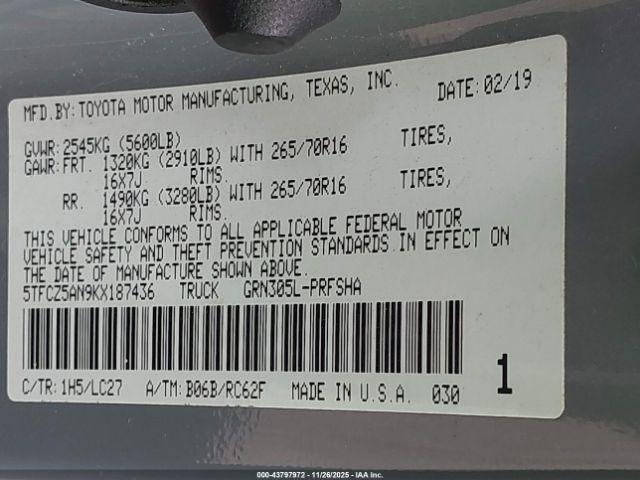 MFD.BY: TOYOTA MOTOR MANUFACTURING, TEXAS, INC. DATE: 02/19
GVWR: 2545KG (5600LB)
GAWR: FRT. 1320KG (2910LB) WITH 265/70R16 TIRES,
16X7J RIMS.
RR. 1490KG (3280LB) WITH 265/70R16 TIRES,
16X7J RIMS.
THIS VEHICLE CONFORMS TO ALL APPLICABLE FEDERAL MOTOR
VEHICLE SAFETY AND THEFT PREVENTION STANDARDS IN EFFECT ON
THE DATE OF MANUFACTURE SHOWN ABOVE.
5TFCZ5AN9KX187436 TRUCK GRN305L-PRFSHA
1
C/TR: 1H5/LC27 A/TM: B06B/RC62F MADE IN U.S.A. 030
000-43797972 | 11/26/2025 | IAA Inc.